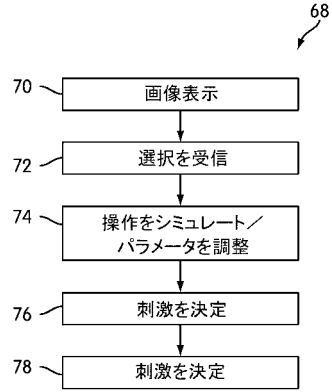 68
70
画像表示
72
選択を受信
74
操作をシミュレート／
パラメータを調整
76
刺激を決定
78
刺激を決定